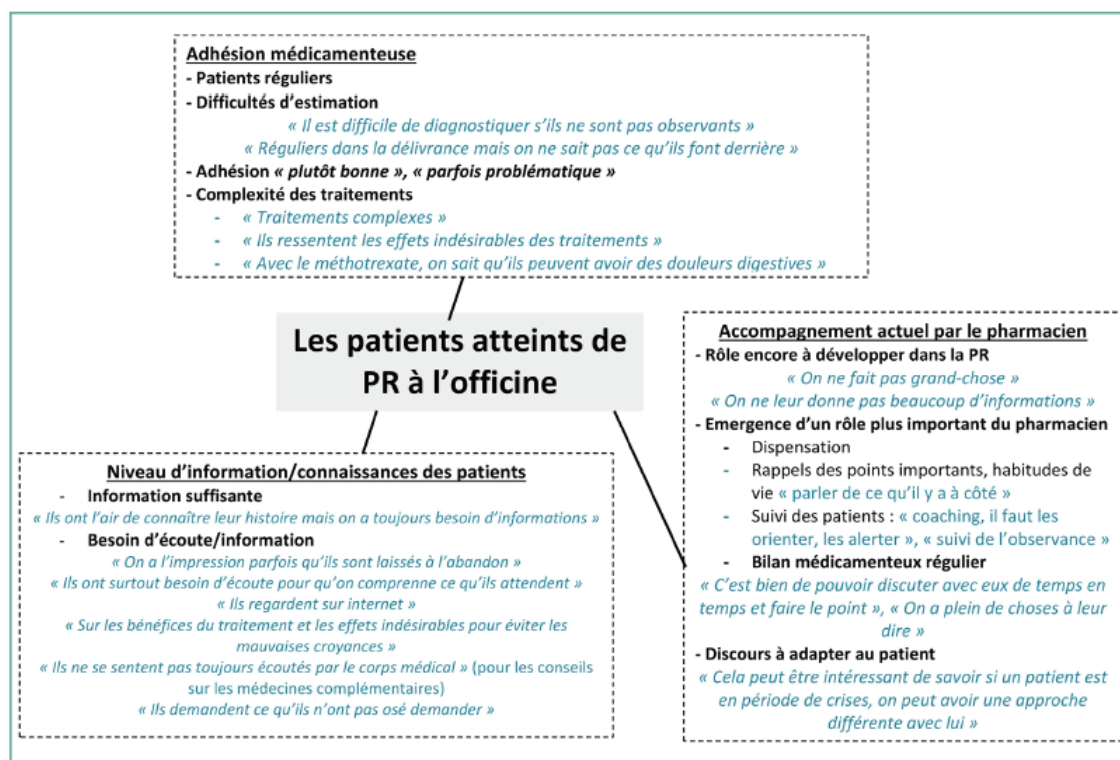 Adhésion médicamenteuse
- Patients réguliers
- Difficultés d’estimation
« Il est difficile de diagnostiquer s’ils ne sont pas observants »
« Réguliers dans la délivrance mais on ne sait pas ce qu’ils font derrière »
- Adhésion « plutôt bonne », « parfois problématique »
- Complexité des traitements
- « Traitements complexes »
- « Ils ressentent les effets indésirables des traitements »
- « Avec le méthotrexate, on sait qu’ils peuvent avoir des douleurs digestives »
Les patients atteints de
PR à l’officine
Niveau d’information/connaissances des patients
- Information suffisante
« Ils ont l’air de connaître leur histoire mais on a toujours besoin d’informations »
- Besoin d’écoute/information
« On a l’impression parfois qu’ils sont laissés à l’abandon »
« Ils ont surtout besoin d’écoute pour qu’on comprenne ce qu’ils attendent »
« Ils regardent sur internet »
« Sur les bénéfices du traitement et les effets indésirables pour éviter les
mauvaises croyances »
« Ils ne se sentent pas toujours écoutés par le corps médical » (pour les conseils
sur les médecines complémentaires)
« Ils demandent ce qu’ils n’ont pas osé demander »
Accompagnement actuel par le pharmacien
- Rôle encore à développer dans la PR
« On ne fait pas grand-chose »
« On ne leur donne pas beaucoup d’informations »
- Emergence d’un rôle plus important du pharmacien
- Dispensation
- Rappels des points importants, habitudes de
vie « parler de ce qu’il y a à côté »
- Suivi des patients : « coaching, il faut les
orienter, les alerter », « suivi de l’observance »
- Bilan médicamenteux régulier
« C’est bien de pouvoir discuter avec eux de temps en
temps et faire le point », « On a plein de choses à leur
dire »
- Discours à adapter au patient
« Cela peut être intéressant de savoir si un patient est
en période de crises, on peut avoir une approche
différente avec lui »